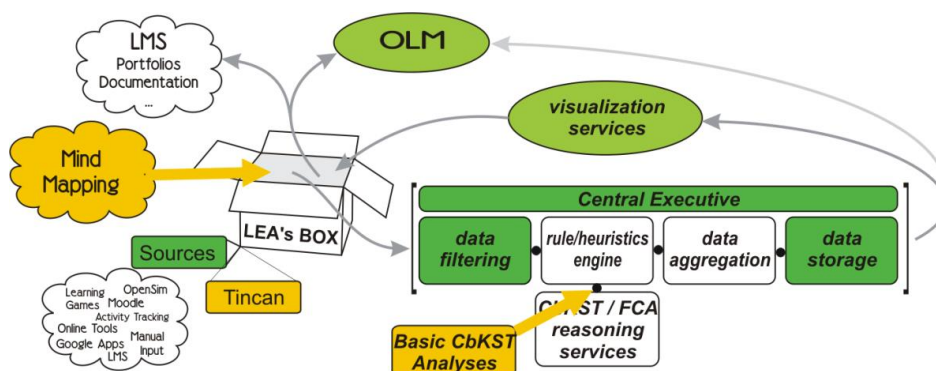 LMS
Portfolios
Documentation
...
OLM
visualization
services
Mind
Mapping
LEA's BOX
Sources
Tincan
Learning
Games
OpenSim
Moodle
Activity Tracking
Online Tools
Google Apps
Manual
Input
LMS
Central Executive
data
filtering
rule/heuristics
engine
data
aggregation
data
storage
/ FCA
reasoning
services
Basic CbKST
Analyses